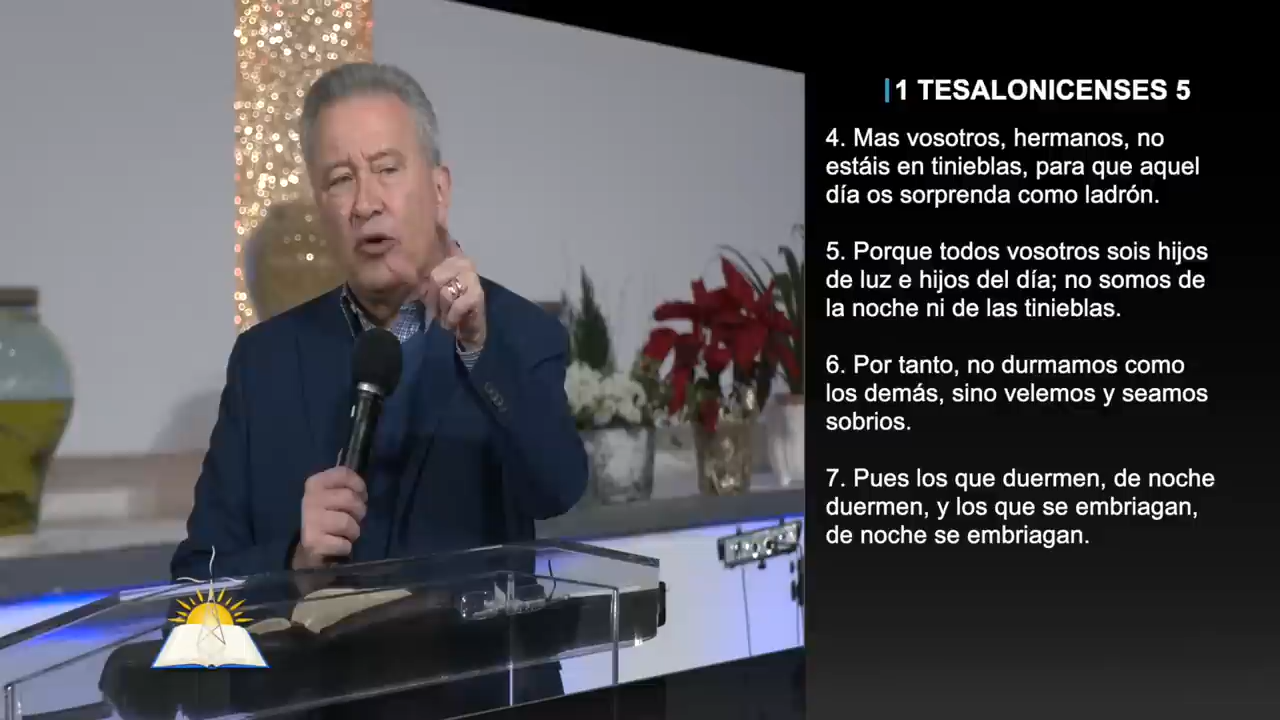 1 TESALONICENSES 5
4. Mas vosotros, hermanos, no
estáis en tinieblas, para que aquel
día os sorprenda como ladrón.
5. Porque todos vosotros sois hijos
de luz e hijos del día; no somos de
la noche ni de las tinieblas.
6. Por tanto, no durmamos como
los demás, sino velemos y seamos
sobrios.
7. Pues los que duermen, de noche
duermen, y los que se embriagan,
de noche se embriagan.